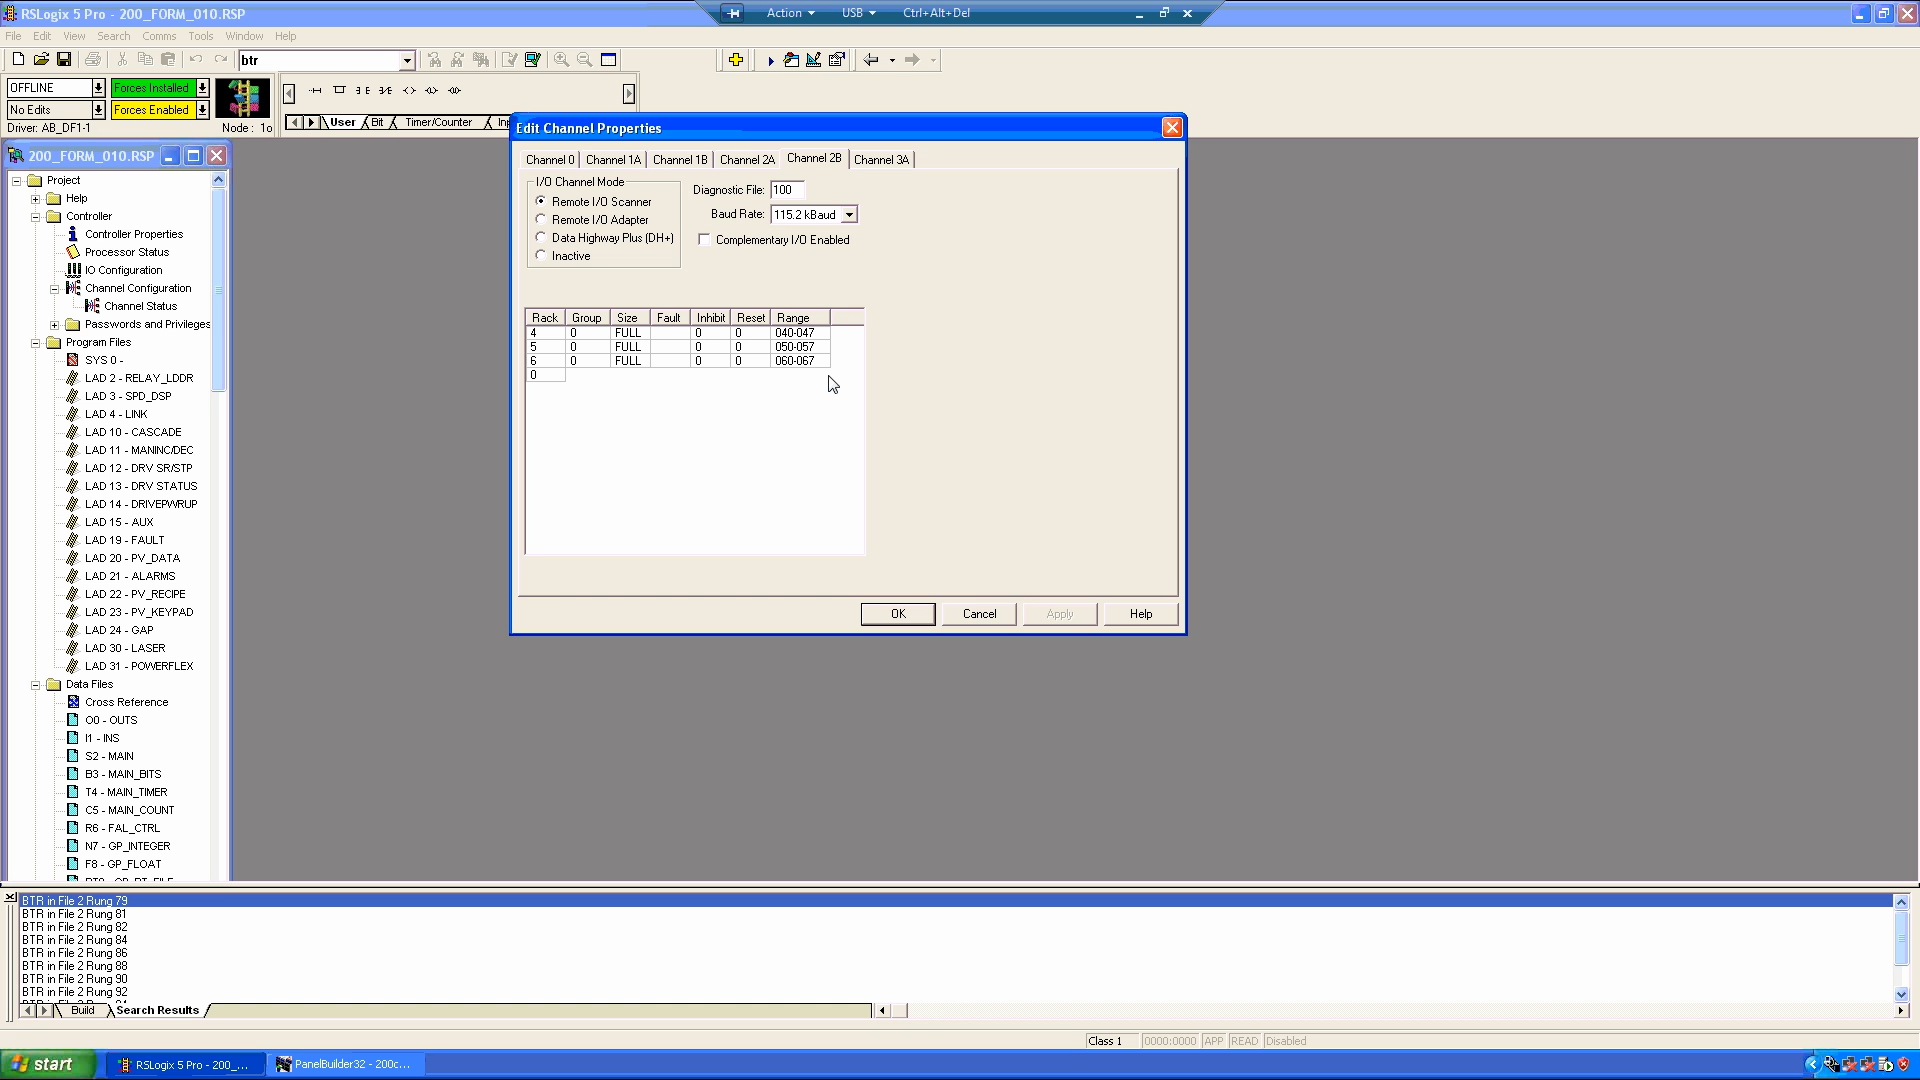 RSLogix 5 Pro - 200_FORM_010.RSP
Action
USB
Ctrl+Alt+Del
File Edit View Search Comms Tools Window Help
btr
OFFLINE
Forces Installed
No Edits
Forces Enabled
Driver: AB_DF1-1
Node : 1o
User
Bit
Timer/Counter
200_FORM_010.RSP
Project
Help
Controller
Controller Properties
Processor Status
IO Configuration
Channel Configuration
Channel Status
Passwords and Privileges
Program Files
SYS 0 -
LAD 2 - RELAY_LDDR
LAD 3 - SPD_DSP
LAD 4 - LINK
LAD 10 - CASCADE
LAD 11 - MANINC/DEC
LAD 12 - DRV SR/STP
LAD 13 - DRV STATUS
LAD 14 - DRIVEPWRUP
LAD 15 - AUX
LAD 19 - FAULT
LAD 20 - PV_DATA
LAD 21 - ALARMS
LAD 22 - PV_RECIPE
LAD 23 - PV_KEYPAD
LAD 24 - GAP
LAD 30 - LASER
LAD 31 - POWERFLEX
Data Files
Cross Reference
O0 - OUTS
I1 - INS
S2 - MAIN
B3 - MAIN_BITS
T4 - MAIN_TIMER
C5 - MAIN_COUNT
R6 - FAL_CTRL
N7 - GP_INTEGER
F8 - GP_FLOAT
Edit Channel Properties
Channel 0 Channel 1A Channel 1B Channel 2A Channel 2B Channel 3A
I/O Channel Mode
Remote I/O Scanner
Remote I/O Adapter
Data Highway Plus (DH+)
Inactive
Diagnostic File: 100
Baud Rate: 115.2 kBaud
Complementary I/O Enabled
Rack Group Size Fault Inhibit Reset Range
4 0 FULL 0 0 040-047
5 0 FULL 0 0 050-057
6 0 FULL 0 0 060-067
0
OK Cancel Apply Help
BTR in File 2 Rung 79
BTR in File 2 Rung 81
BTR in File 2 Rung 82
BTR in File 2 Rung 84
BTR in File 2 Rung 86
BTR in File 2 Rung 88
BTR in File 2 Rung 90
BTR in File 2 Rung 92
Build
Search Results
Class 1
0000:0000 APP READ Disabled
start
RSLogix 5 Pro - 200_...
PanelBuilder32 - 200c...